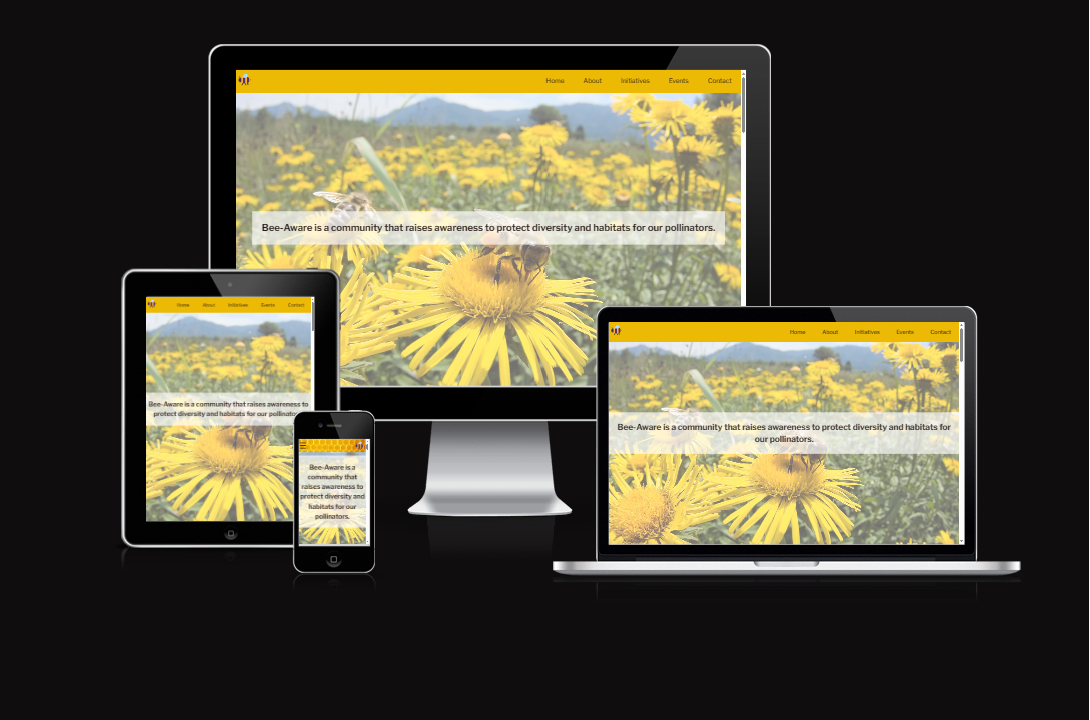 Home About Initiatives Events Contact
Bee-Aware is a community that raises awareness to protect diversity and habitats for our pollinators.
Home About Initiatives Events Contact
Bee-Aware is a community that raises awareness to
protect diversity and habitats for our pollinators.
Bee-Aware is a
community that
raises awareness to
protect diversity and
habitats for our
pollinators.
Home About Initiatives Events Contact
Bee-Aware is a community that raises awareness to protect diversity and habitats for
our pollinators.